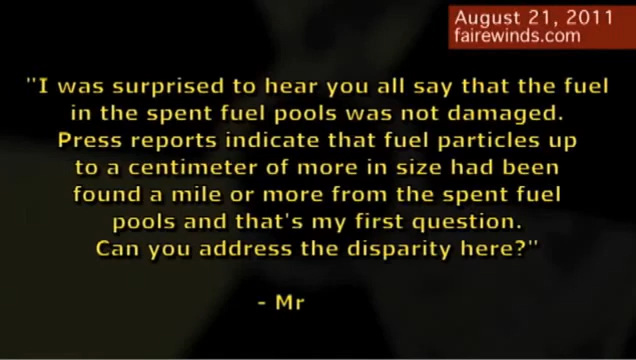 August 21, 2011
fairewinds.com
"I was surprised to hear you all say that the fuel
in the spent fuel pools was not damaged.
Press reports indicate that fuel particles up
to a centimeter of more in size had been
found a mile or more from the spent fuel
pools and that's my first question.
Can you address the disparity here?"
- Mr